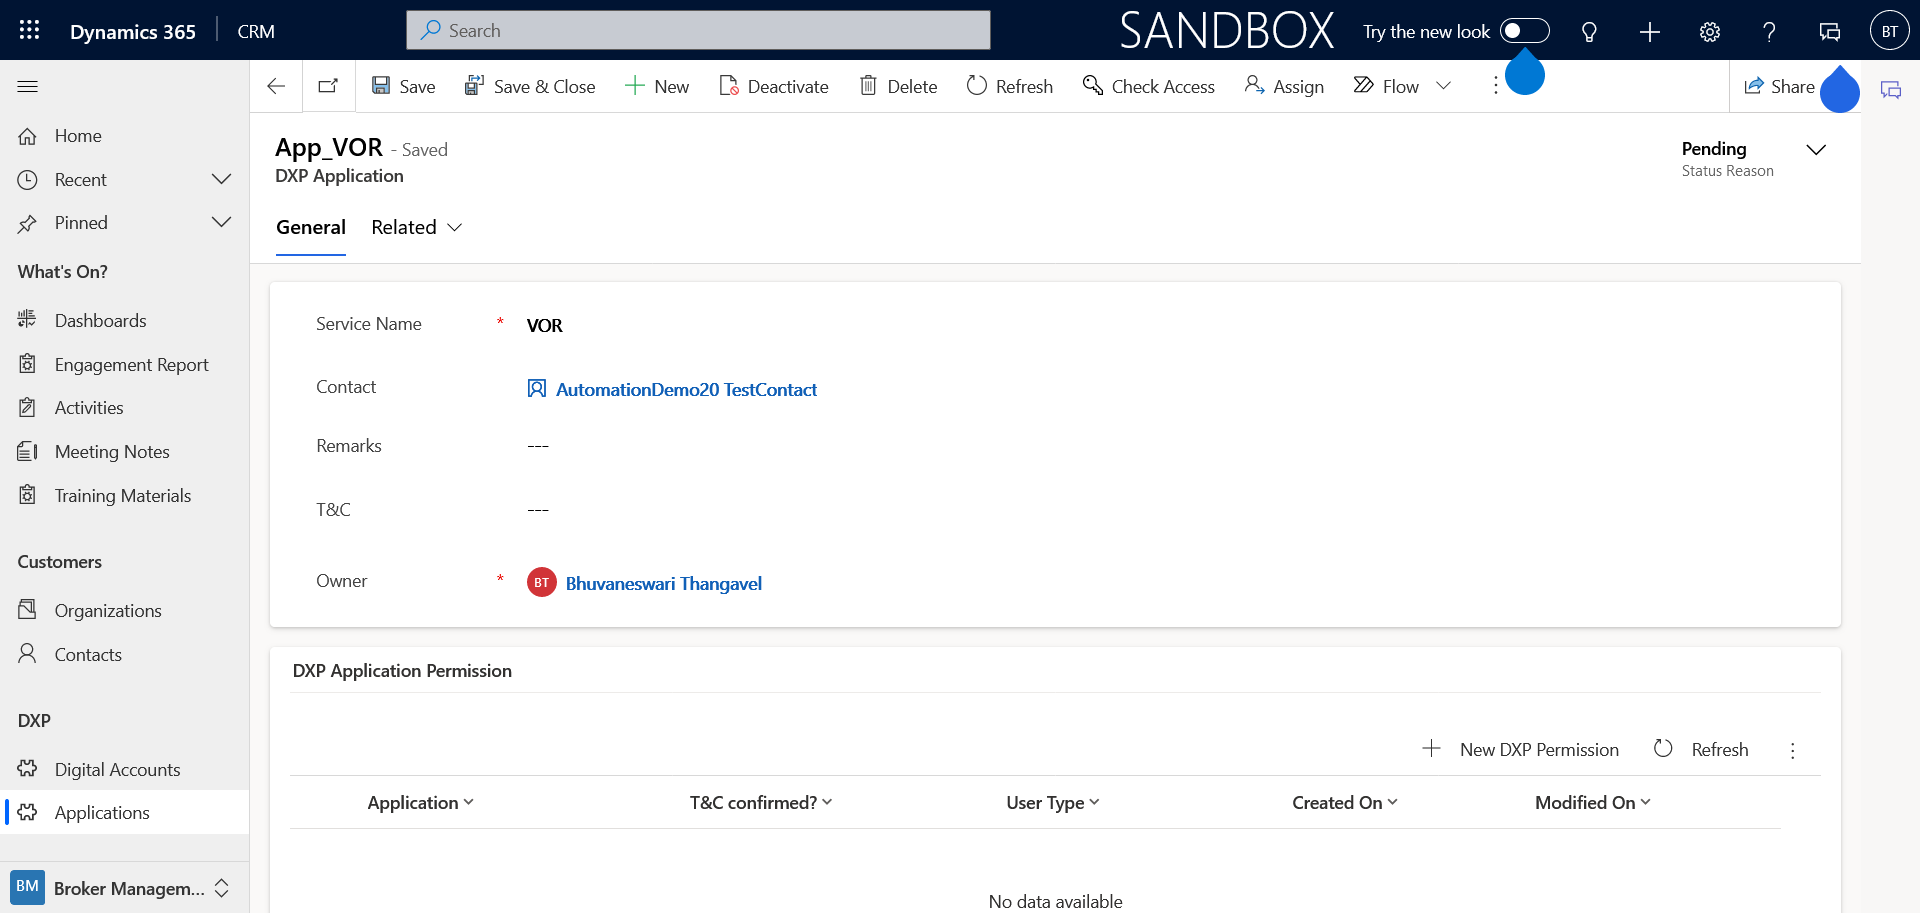 Dynamics 365
CRM
Search
SANDBOX
Try the new look
BT
Save
Save & Close
New
Deactivate
Delete
Refresh
Check Access
Assign
Flow
Share
Home
Recent
Pinned
What's On?
Dashboards
Engagement Report
Activities
Meeting Notes
Training Materials
Customers
Organizations
Contacts
DXP
Digital Accounts
Applications
BM Broker Managem...
App_VOR - Saved
DXP Application
Pending
Status Reason
General
Related
Service Name * VOR
Contact AutomationDemo20 TestContact
Remarks ---
T&C ---
Owner * BT Bhuvaneswari Thangavel
DXP Application Permission
New DXP Permission
Refresh
Application
T&C confirmed?
User Type
Created On
Modified On
No data available